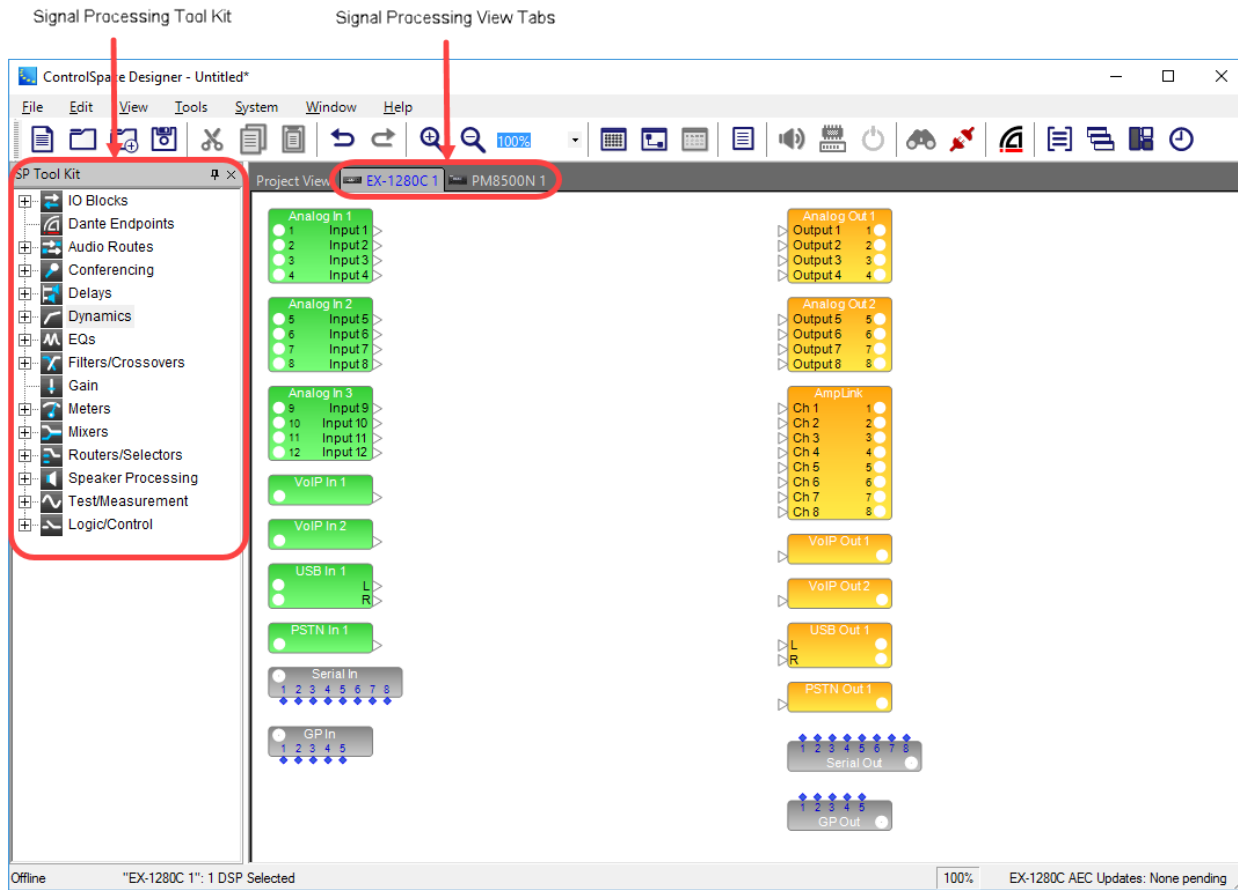 Signal Processing Tool Kit
Signal Processing View Tabs
ControlSpace Designer - Untitled*
File Edit View Tools System Window Help
100%
SP Tool Kit
Project View EX-1280C 1 PM8500N 1
IO Blocks
Dante Endpoints
Audio Routes
Conferencing
Delays
Dynamics
EQs
Filters/Crossovers
Gain
Meters
Mixers
Routers/Selectors
Speaker Processing
Test/Measurement
Logic/Control
Analog In 1
1 Input 1
2 Input 2
3 Input 3
4 Input 4
Analog In 2
5 Input 5
6 Input 6
7 Input 7
8 Input 8
Analog In 3
9 Input 9
10 Input 10
11 Input 11
12 Input 12
VoIP In 1
VoIP In 2
USB In 1
L
R
PSTN In 1
Serial In
1 2 3 4 5 6 7 8
GP In
1 2 3 4 5
Analog Out 1
Output 1 1
Output 2 2
Output 3 3
Output 4 4
Analog Out 2
Output 5 5
Output 6 6
Output 7 7
Output 8 8
AmpLink
Ch 1 1
Ch 2 2
Ch 3 3
Ch 4 4
Ch 5 5
Ch 6 6
Ch 7 7
Ch 8 8
VoIP Out 1
VoIP Out 2
USB Out 1
L
R
PSTN Out 1
1 2 3 4 5 6 7 8
Serial Out
1 2 3 4 5
GP Out
Offline "EX-1280C 1": 1 DSP Selected 100% EX-1280C AEC Updates: None pending